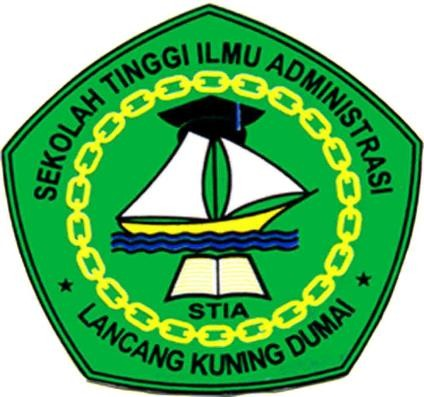 SEKOLAH TINGGI ILMU ADMINISTRASI
STIA
LANCANG KUNING DUMAI